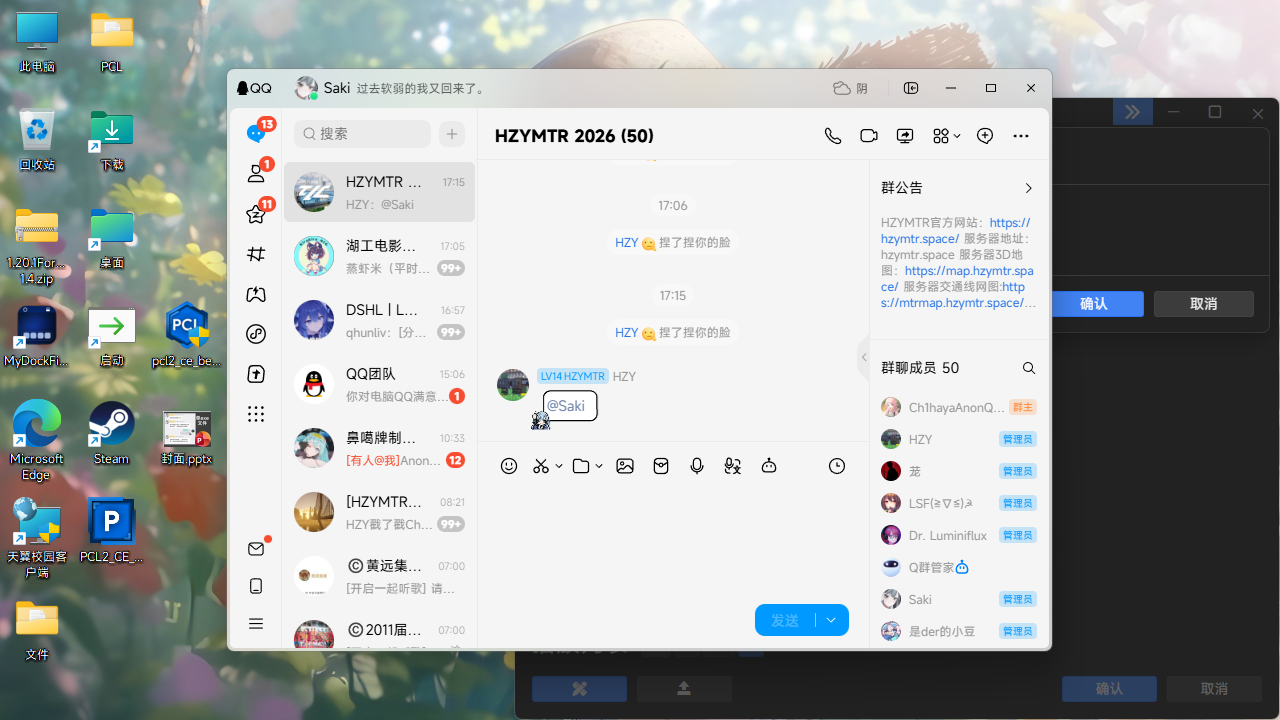 此电脑
PCL
回收站
下载
1.20.1For...
1.4.zip
桌面
MyDockFi...
启动
pcl2_ce_be...
Microsoft
Edge
Steam
封面.pptx
天翼校园客
户端
PCL2_CE_...
文件
QQ
Saki 过去软弱的我又回来了。
阴
13
1
11
搜索
HZYMTR ... 17:15
HZY：@Saki
湖工电影... 17:05
蒸虾米（平时... 99+
DSHL | L... 16:57
qhunliv：[分... 99+
QQ团队 15:06
你对电脑QQ满意... 1
鼻噶牌制... 10:33
[有人@我]Anon... 12
[HZYMTR... 08:21
HZY戳了戳Ch... 99+
©黄远集... 07:00
[开启一起听歌] 请...
©2011届... 07:00
HZYMTR 2026 (50)
17:06
HZY 捏了捏你的脸
17:15
HZY 捏了捏你的脸
LV14 HZYMTR HZY
@Saki
发送
群公告
HZYMTR官方网站：https://
hzymtr.space/ 服务器地址：
hzymtr.space 服务器3D地
图：https://map.hzymtr.spa
ce/ 服务器交通线网图:http
s://mtrmap.hzymtr.space/...
群聊成员 50
Ch1hayaAnonQ... 群主
HZY 管理员
茏 管理员
LSF(≥∇≤)ﾉ 管理员
Dr. Luminiflux 管理员
Q群管家
Saki 管理员
是der的小豆 管理员
确认 取消
确认 取消